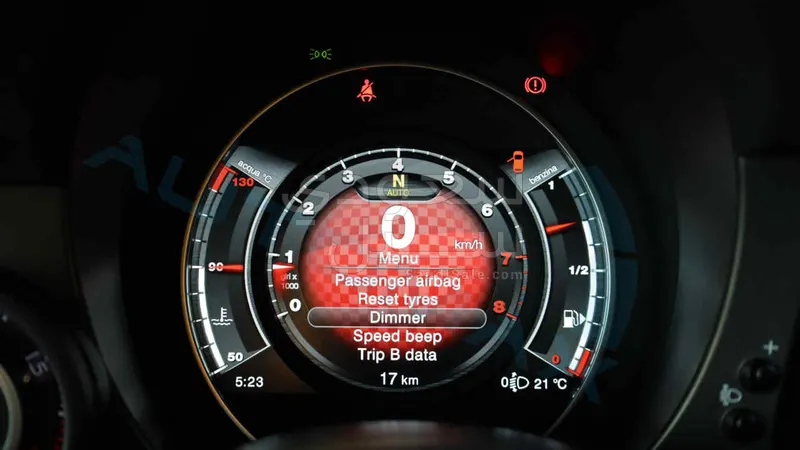 acqua °C
130
90
50
5:23
0
1
2
3
4
5
6
7
8
giri x
1000
N
AUTO
0
km/h
Menu
Passenger airbag
Reset tyres
Dimmer
Speed beep
Trip B data
17 km
benzina
1
1/2
0
0
21 °C